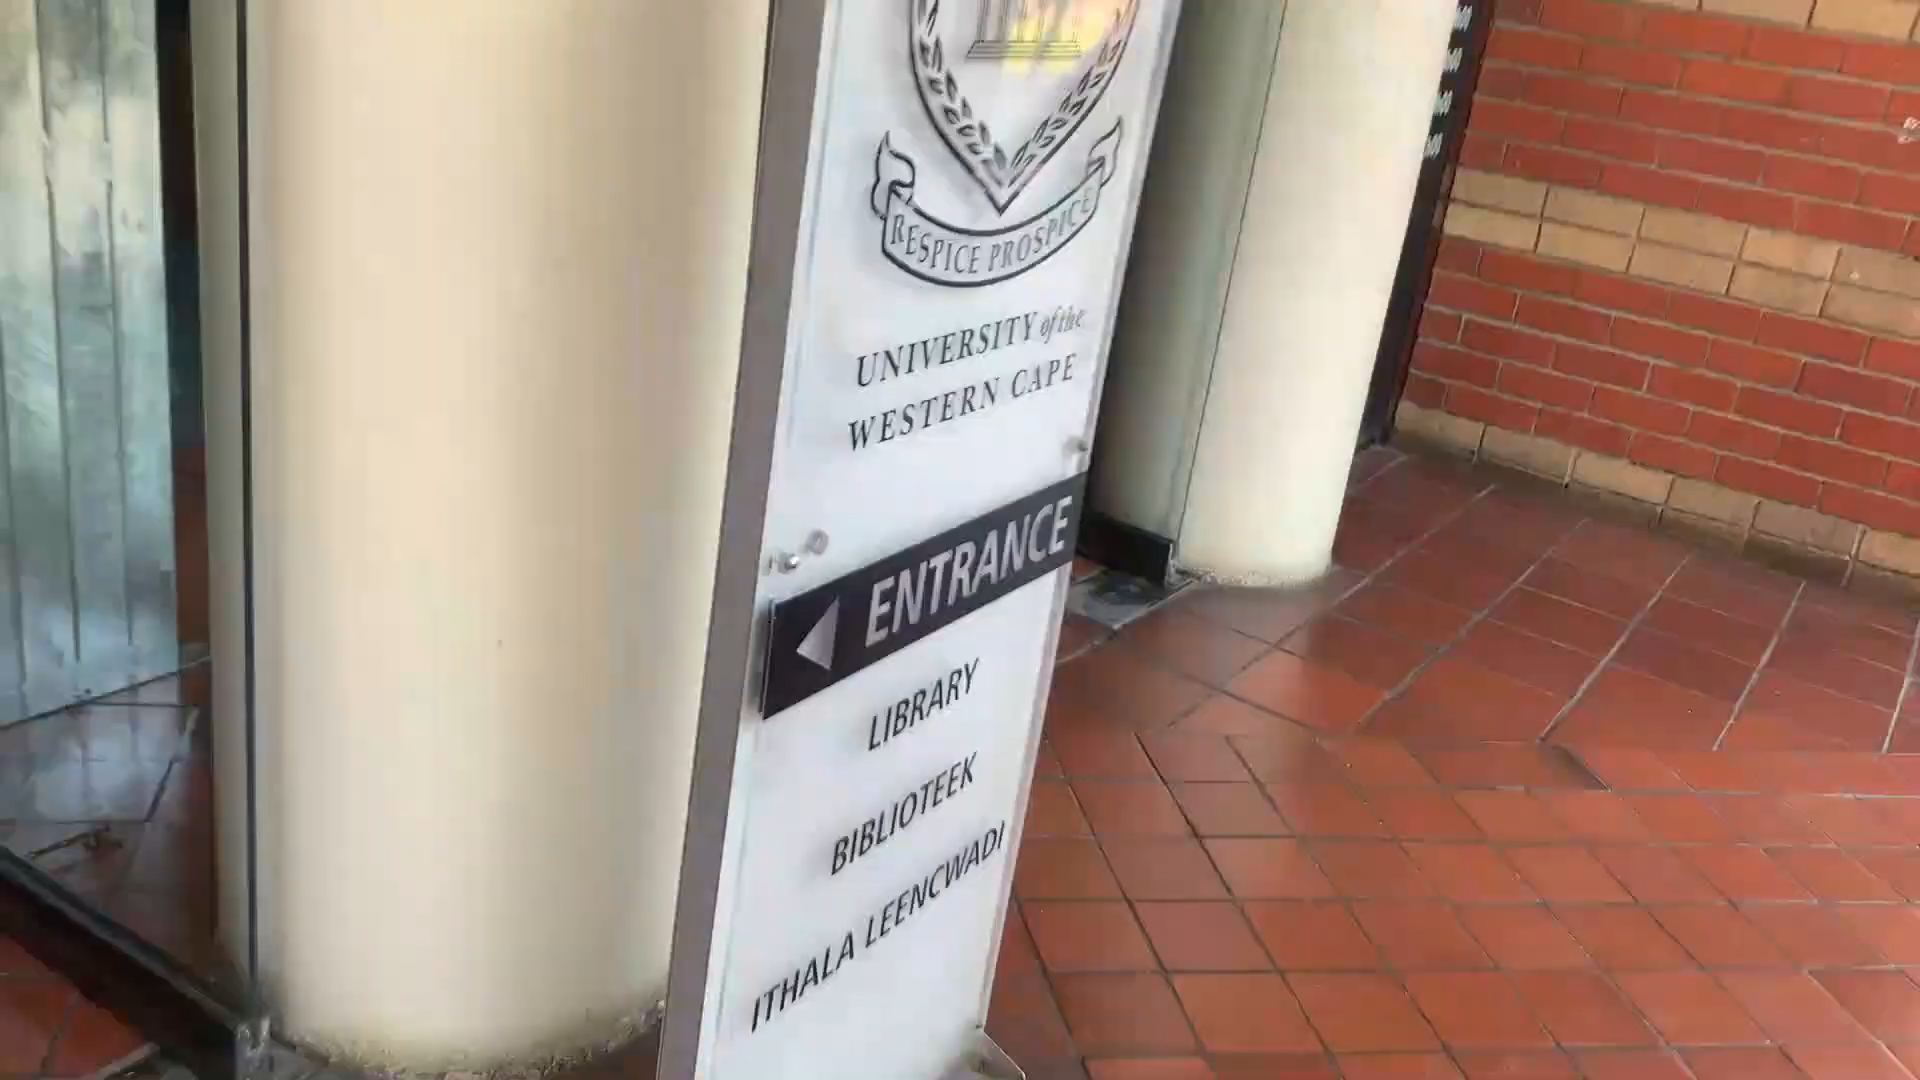 RESPICE PROSPICE
UNIVERSITY of the
WESTERN CAPE
ENTRANCE
LIBRARY
BIBLIOTEEK
ITHALA LEENCWADI